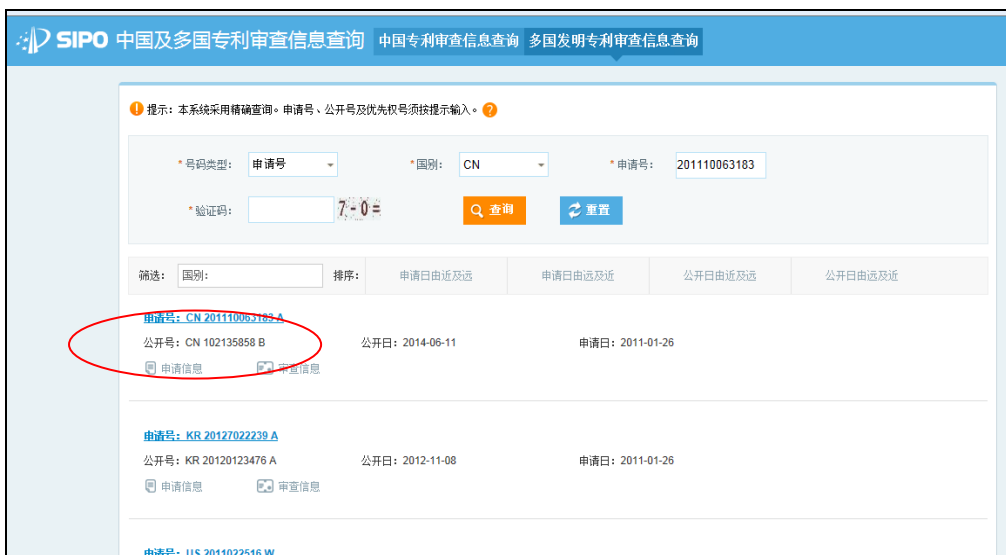 SIPO 中国及多国专利审查信息查询 中国专利审查信息查询 多国发明专利审查信息查询
提示：本系统采用精确查询。申请号、公开号及优先权号须按提示输入。
*号码类型： 申请号 *国别： CN *申请号： 201110063183
*验证码： 7-0= 查询 重置
筛选： 国别： 排序： 申请日由近及远 申请日由远及近 公开日由近及远 公开日由远及近
申请号：CN 201110063183 A
公开号：CN 102135858 B 公开日：2014-06-11 申请日：2011-01-26
申请信息 审查信息
申请号：KR 20127022239 A
公开号：KR 20120123476 A 公开日：2012-11-08 申请日：2011-01-26
申请信息 审查信息
申请号：US 2011022516 W